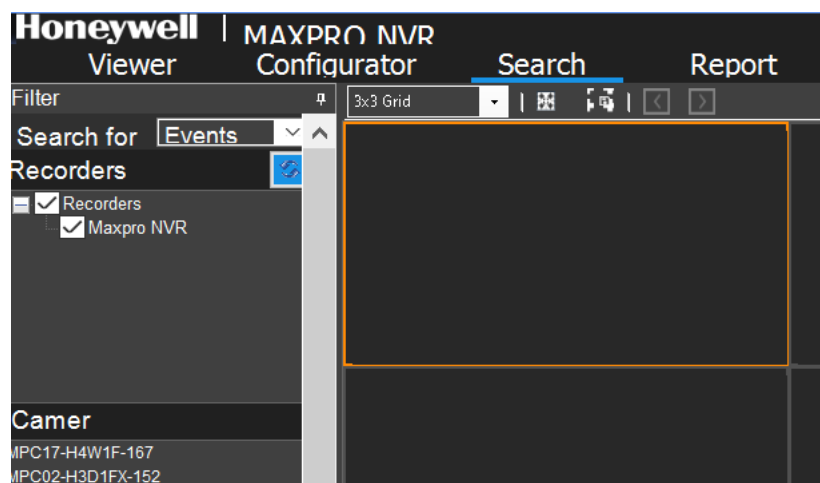 Honeywell | MAXPRO NVR
Viewer Configurator Search Report
Filter
3x3 Grid
Search for Events
Recorders
Recorders
Maxpro NVR
Camer
MPC17-H4W1F-167
MPC02-H3D1FX-152